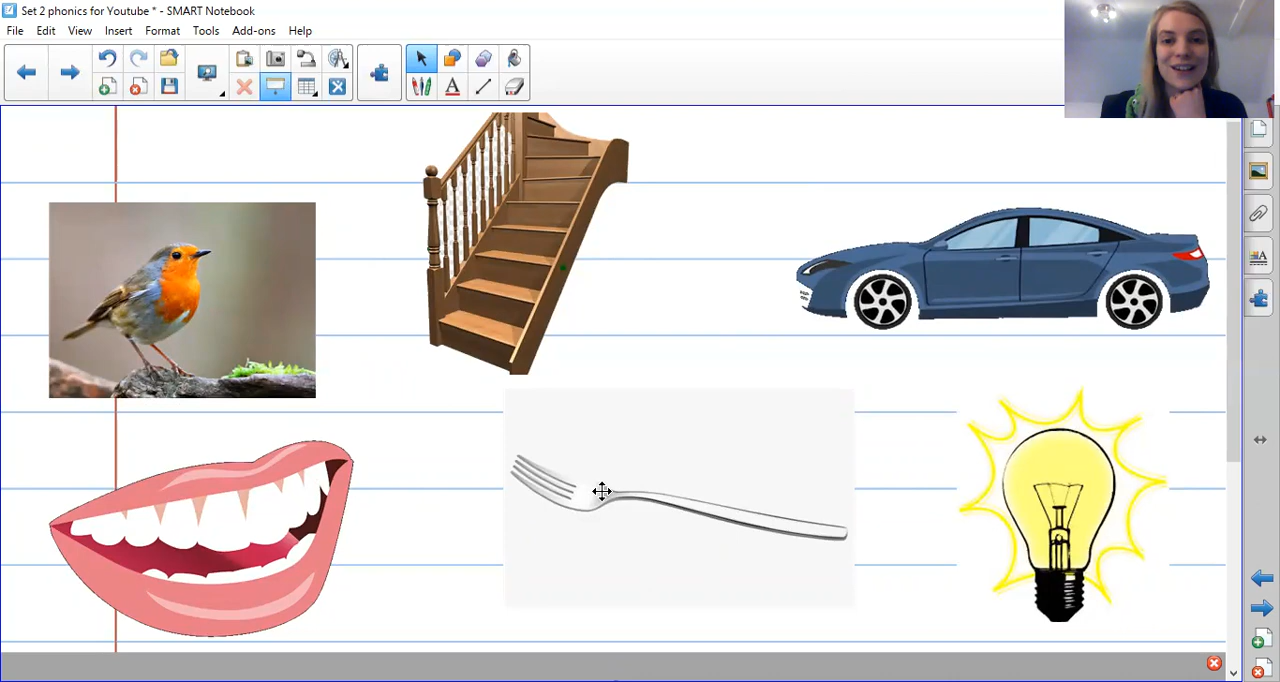 Set 2 phonics for Youtube * - SMART Notebook
File Edit View Insert Format Tools Add-ons Help